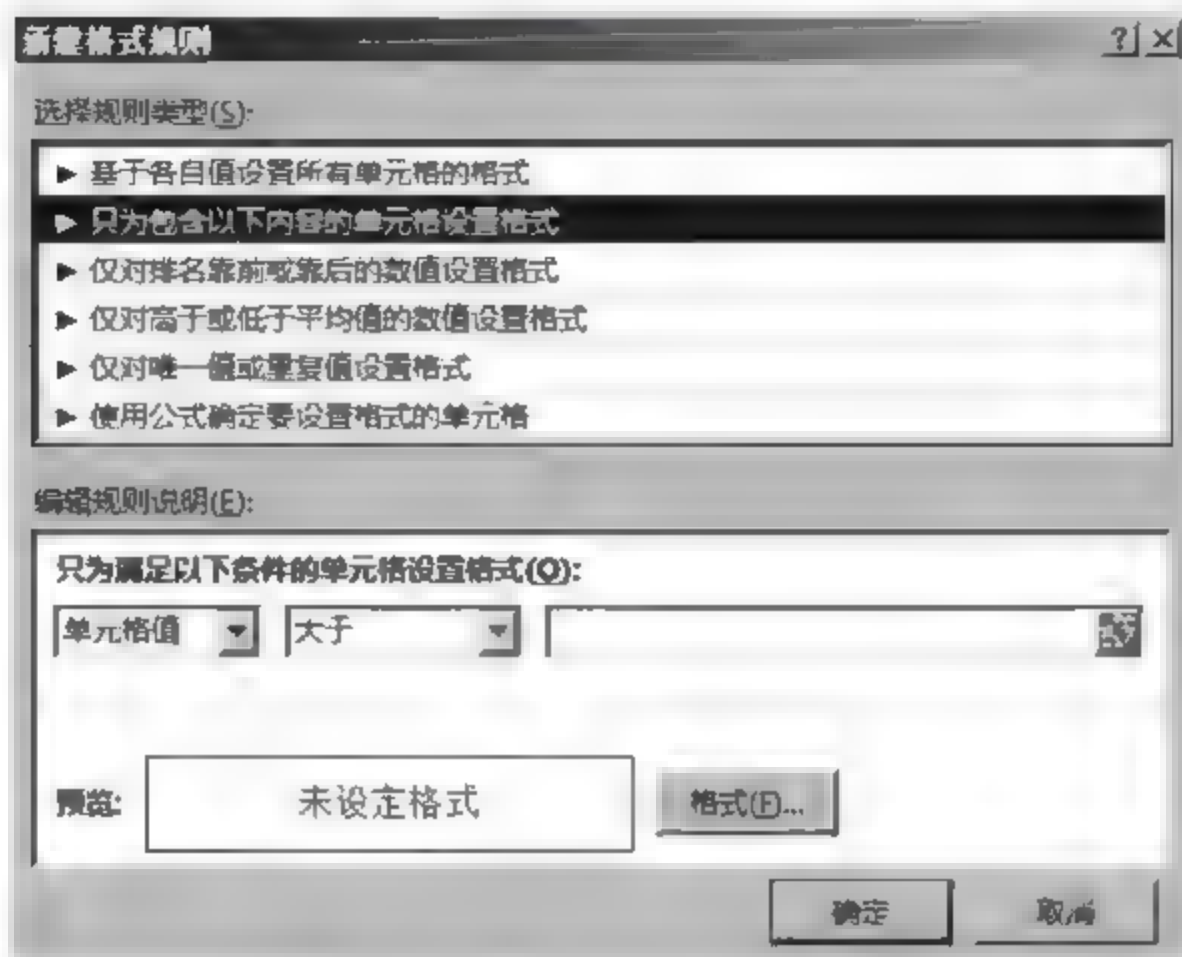 新建格式规则
选择规则类型(S):
► 基于各自值设置所有单元格的格式
► 只为包含以下内容的单元格设置格式
► 仅对排名靠前或靠后的数值设置格式
► 仅对高于或低于平均值的数值设置格式
► 仅对唯一值或重复值设置格式
► 使用公式确定要设置格式的单元格
编辑规则说明(E):
只为满足以下条件的单元格设置格式(O):
单元格值 大于
预览: 未设定格式 格式(F)...
确定 取消